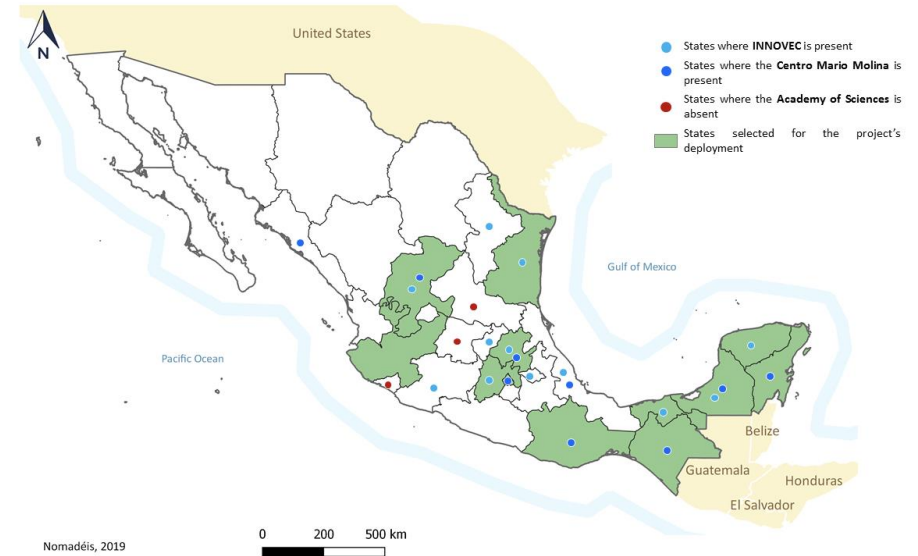 N
United States
States where INNOVEC is present
States where the Centro Mario Molina is
present
States where the Academy of Sciences is
absent
States selected for the project's
deployment
Gulf of Mexico
Pacific Ocean
Belize
Guatemala
Honduras
El Salvador
0 200 500 km
Nomadéis, 2019